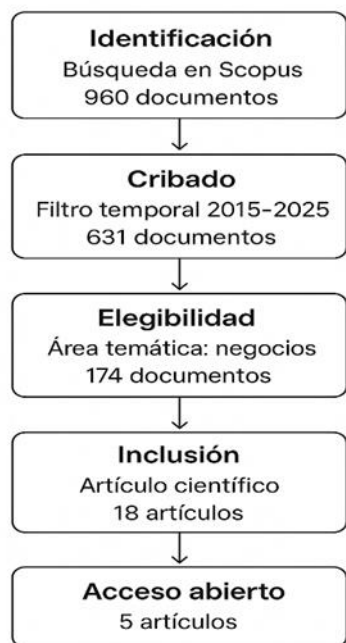 Identificación
Búsqueda en Scopus
960 documentos
Cribado
Filtro temporal 2015-2025
631 documentos
Elegibilidad
Área temática: negocios
174 documentos
Inclusión
Artículo científico
18 artículos
Acceso abierto
5 artículos